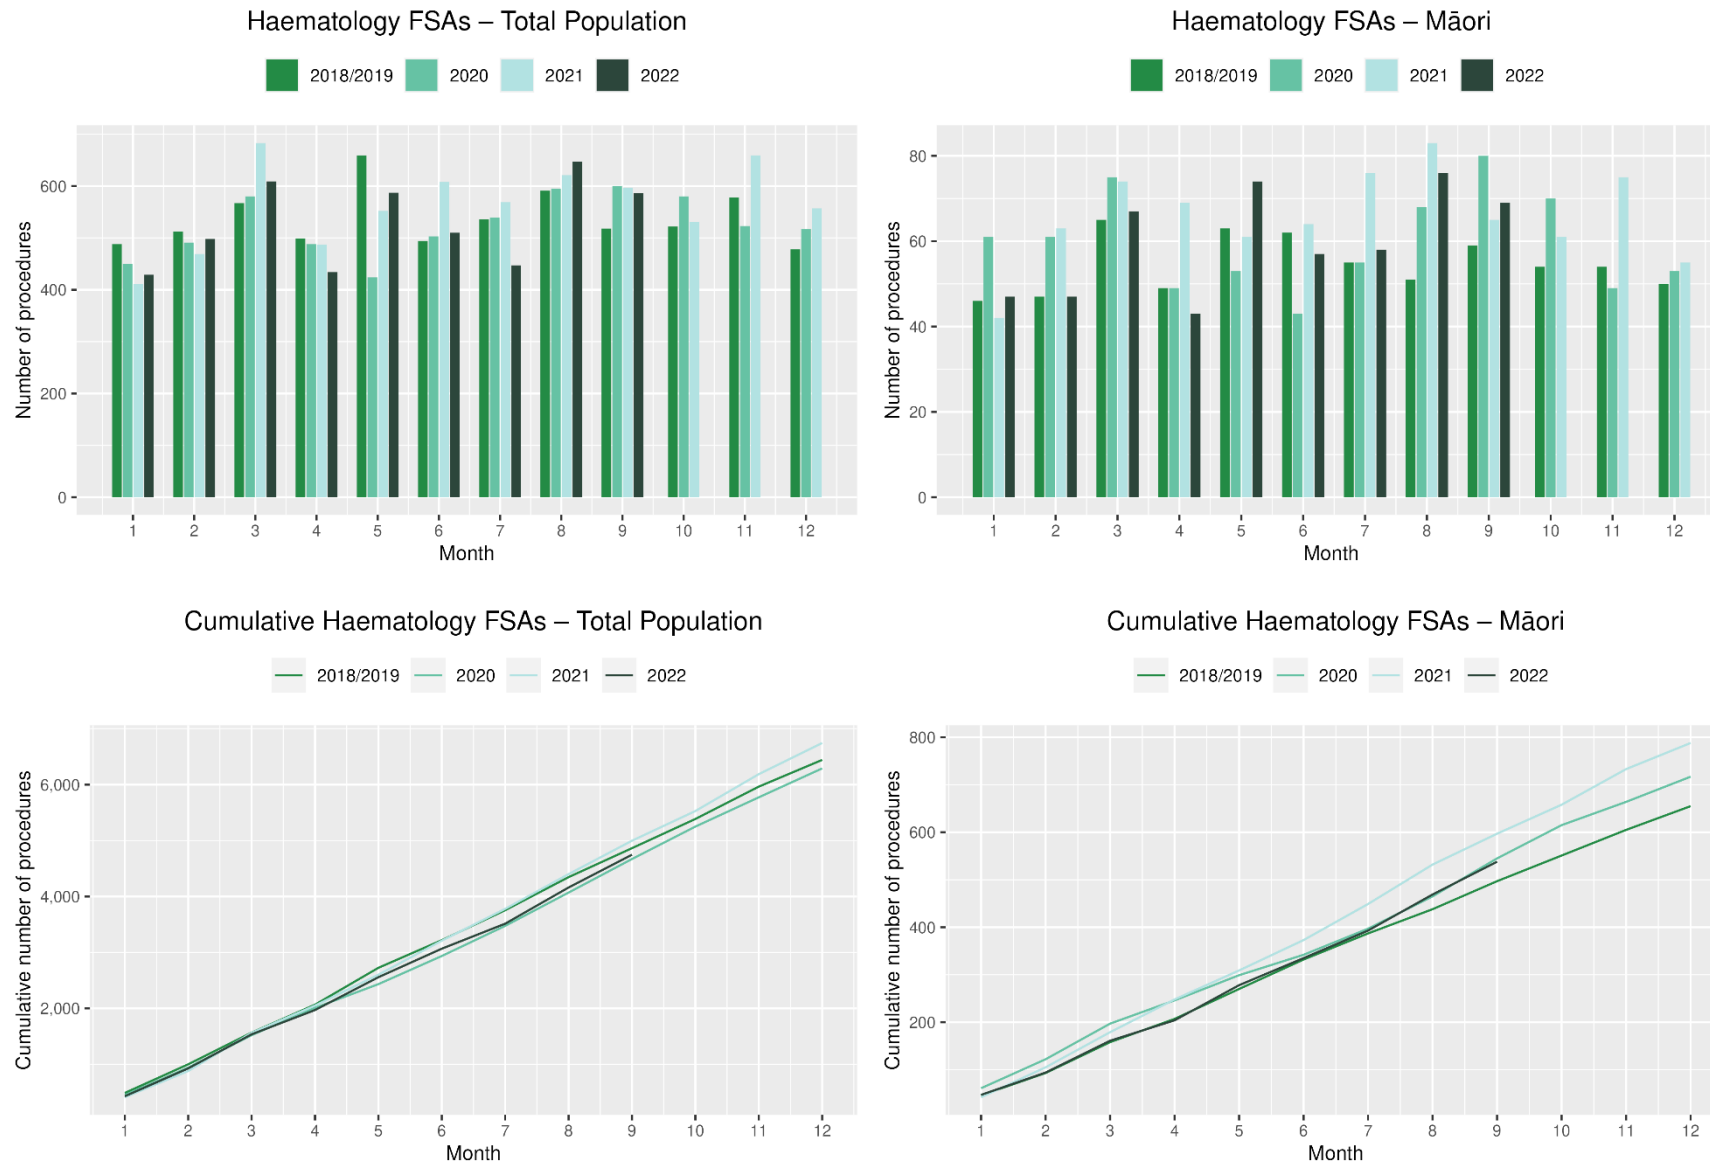 Haematology FSAs – Total Population
2018/2019 2020 2021 2022
Number of procedures
600
400
200
0
1 2 3 4 5 6 7 8 9 10 11 12
Month
Haematology FSAs – Māori
2018/2019 2020 2021 2022
Number of procedures
80
60
40
20
0
1 2 3 4 5 6 7 8 9 10 11 12
Month
Cumulative Haematology FSAs – Total Population
2018/2019 2020 2021 2022
Cumulative number of procedures
6,000
4,000
2,000
1 2 3 4 5 6 7 8 9 10 11 12
Month
Cumulative Haematology FSAs – Māori
2018/2019 2020 2021 2022
Cumulative number of procedures
800
600
400
200
1 2 3 4 5 6 7 8 9 10 11 12
Month